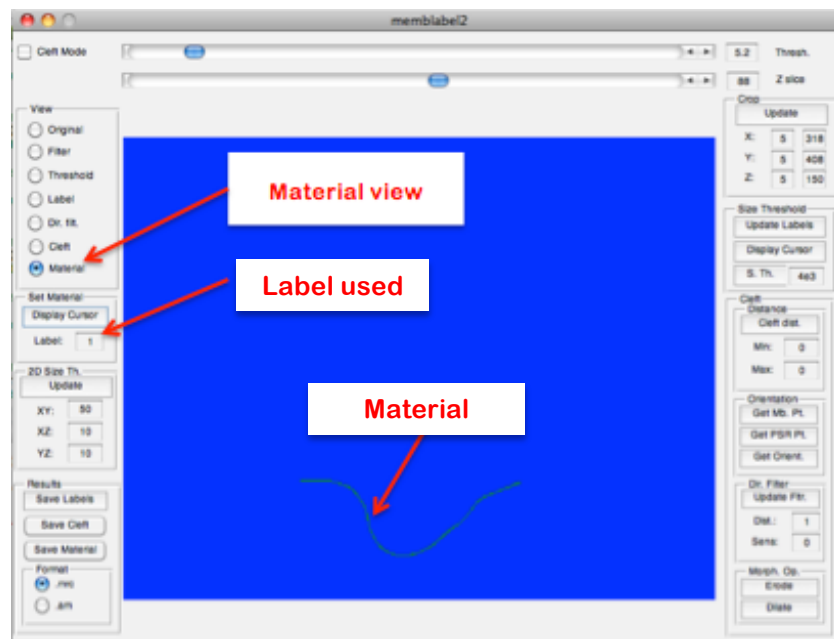 memblabel2
Cleft Mode
5.2 Thresh.
88 Z slice
View
Original
Filter
Threshold
Label
Dir. filt.
Cleft
Material
Set Material
Display Cursor
Label: 1
2D Size Th.
Update
XY: 50
XZ: 10
YZ: 10
Results
Save Labels
Save Cleft
Save Material
Format
.mrc
.am
Material view
Label used
Material
Crop
Update
X: 5 318
Y: 5 408
Z: 5 150
Size Threshold
Update Labels
Display Cursor
S. Th. 4e3
Cleft
Distance
Cleft dist.
Min: 0
Max: 0
Orientation
Get Mb. Pt.
Get PSR Pt.
Get Orient.
Dir. Filter
Update Fltr.
Dist.: 1
Sens: 0
Morph. Op.
Erode
Dilate